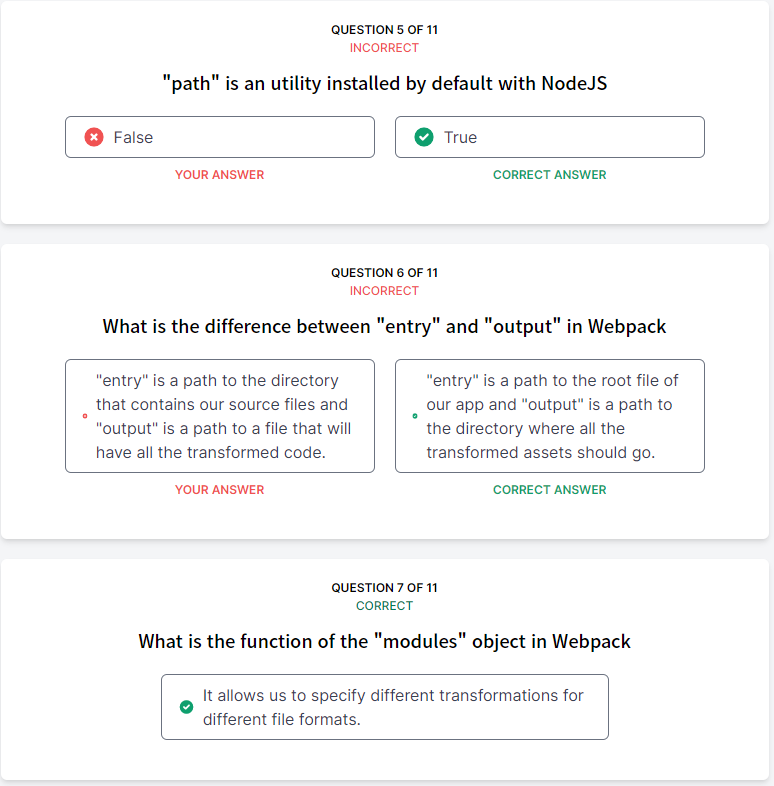 QUESTION 5 OF 11
INCORRECT
"path" is an utility installed by default with NodeJS
False
True
YOUR ANSWER
CORRECT ANSWER
QUESTION 6 OF 11
INCORRECT
What is the difference between "entry" and "output" in Webpack
"entry" is a path to the directory
that contains our source files and
"output" is a path to a file that will
have all the transformed code.
"entry" is a path to the root file of
our app and "output" is a path to
the directory where all the
transformed assets should go.
YOUR ANSWER
CORRECT ANSWER
QUESTION 7 OF 11
CORRECT
What is the function of the "modules" object in Webpack
It allows us to specify different transformations for
different file formats.